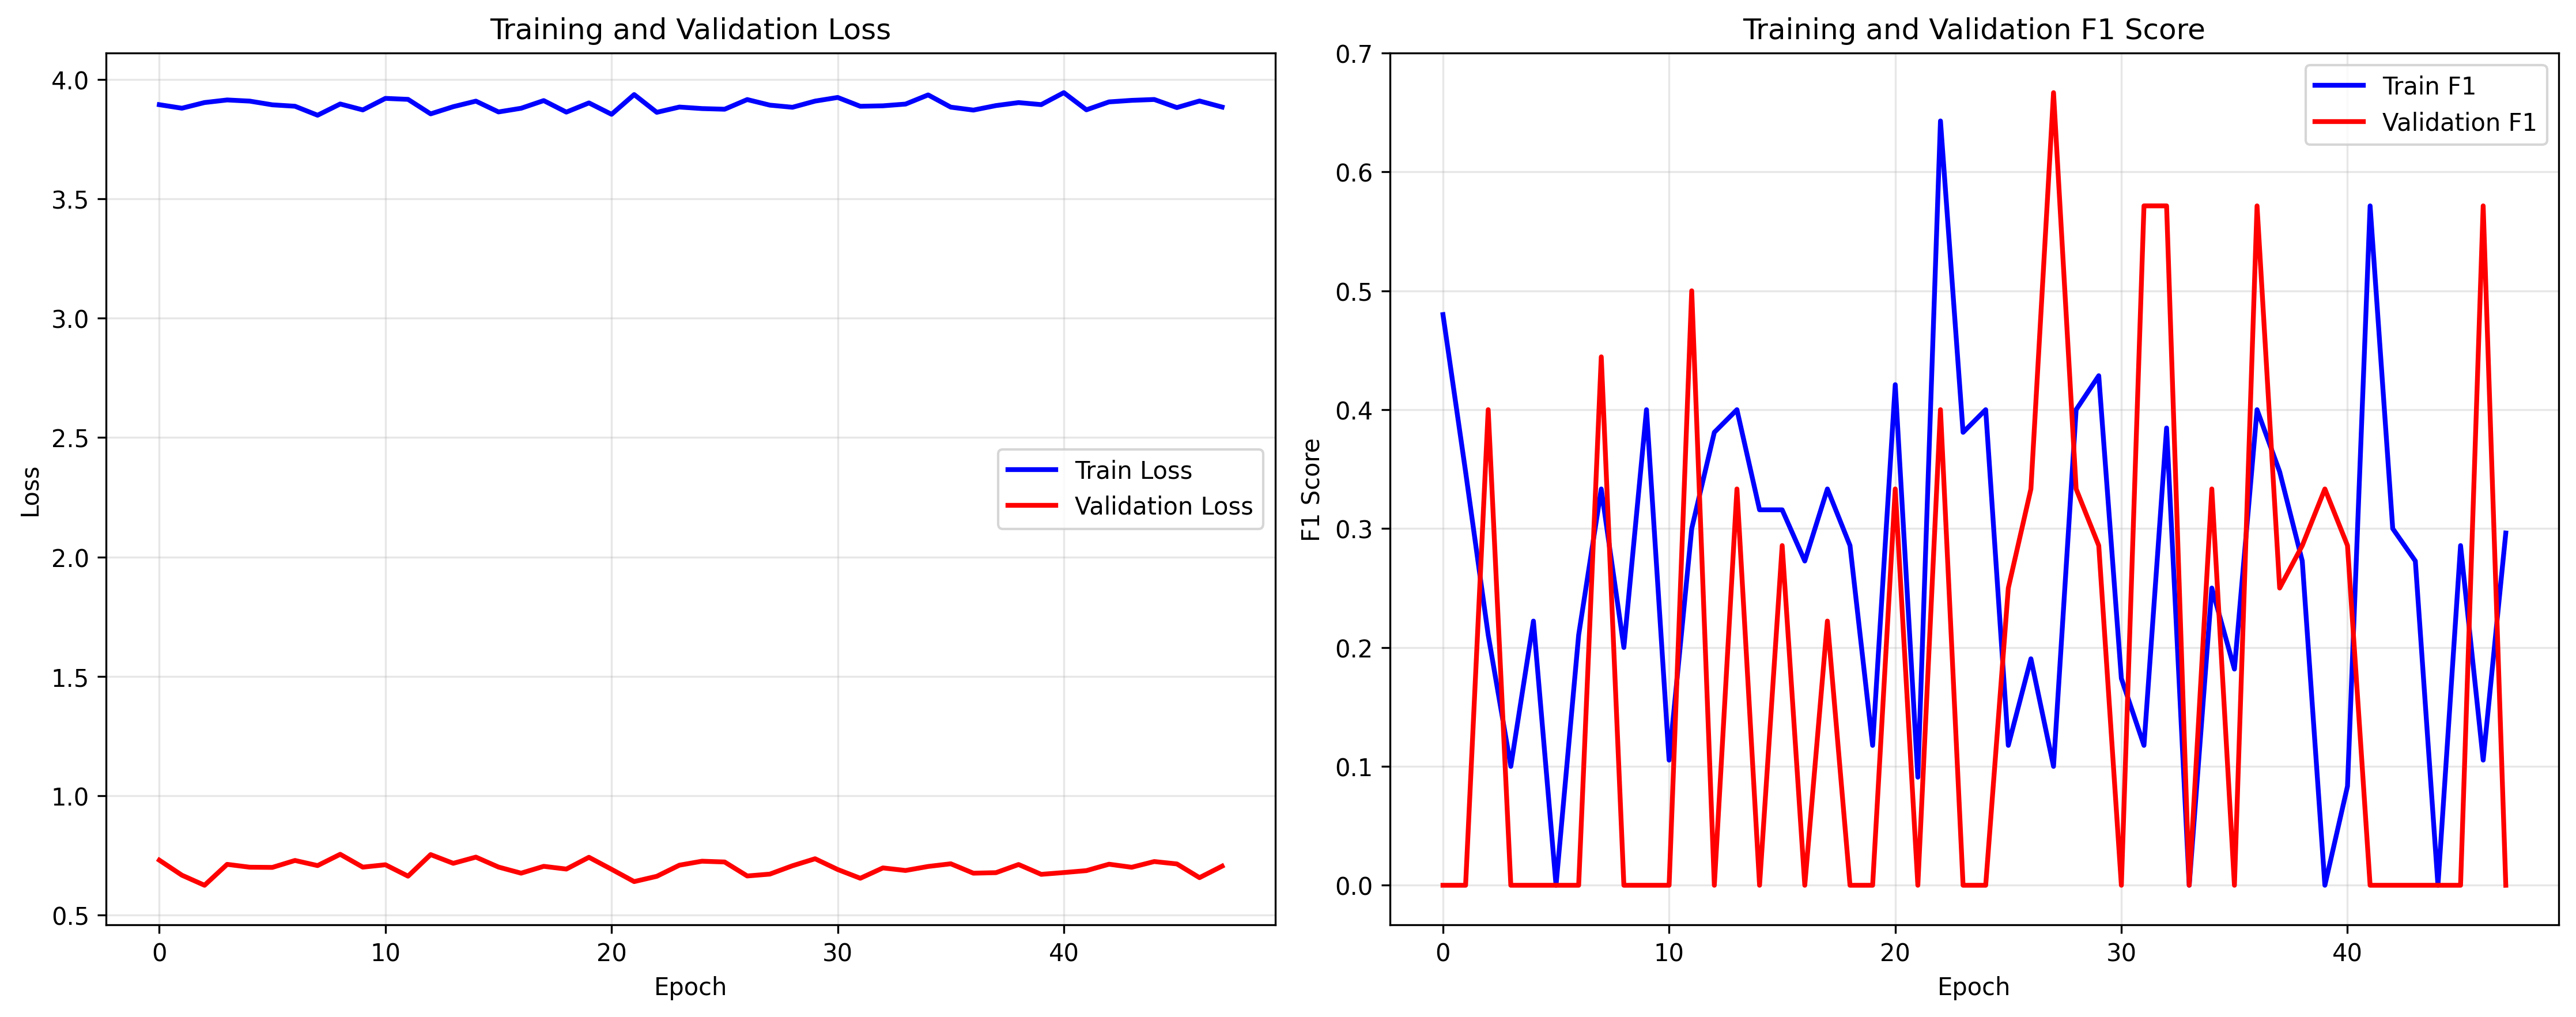 Training and Validation Loss
4.0
3.5
3.0
2.5
2.0
1.5
1.0
0.5
Loss
Train Loss
Validation Loss
0 10 20 30 40
Epoch
Training and Validation F1 Score
0.7
0.6
0.5
0.4
0.3
0.2
0.1
0.0
F1 Score
Train F1
Validation F1
0 10 20 30 40
Epoch